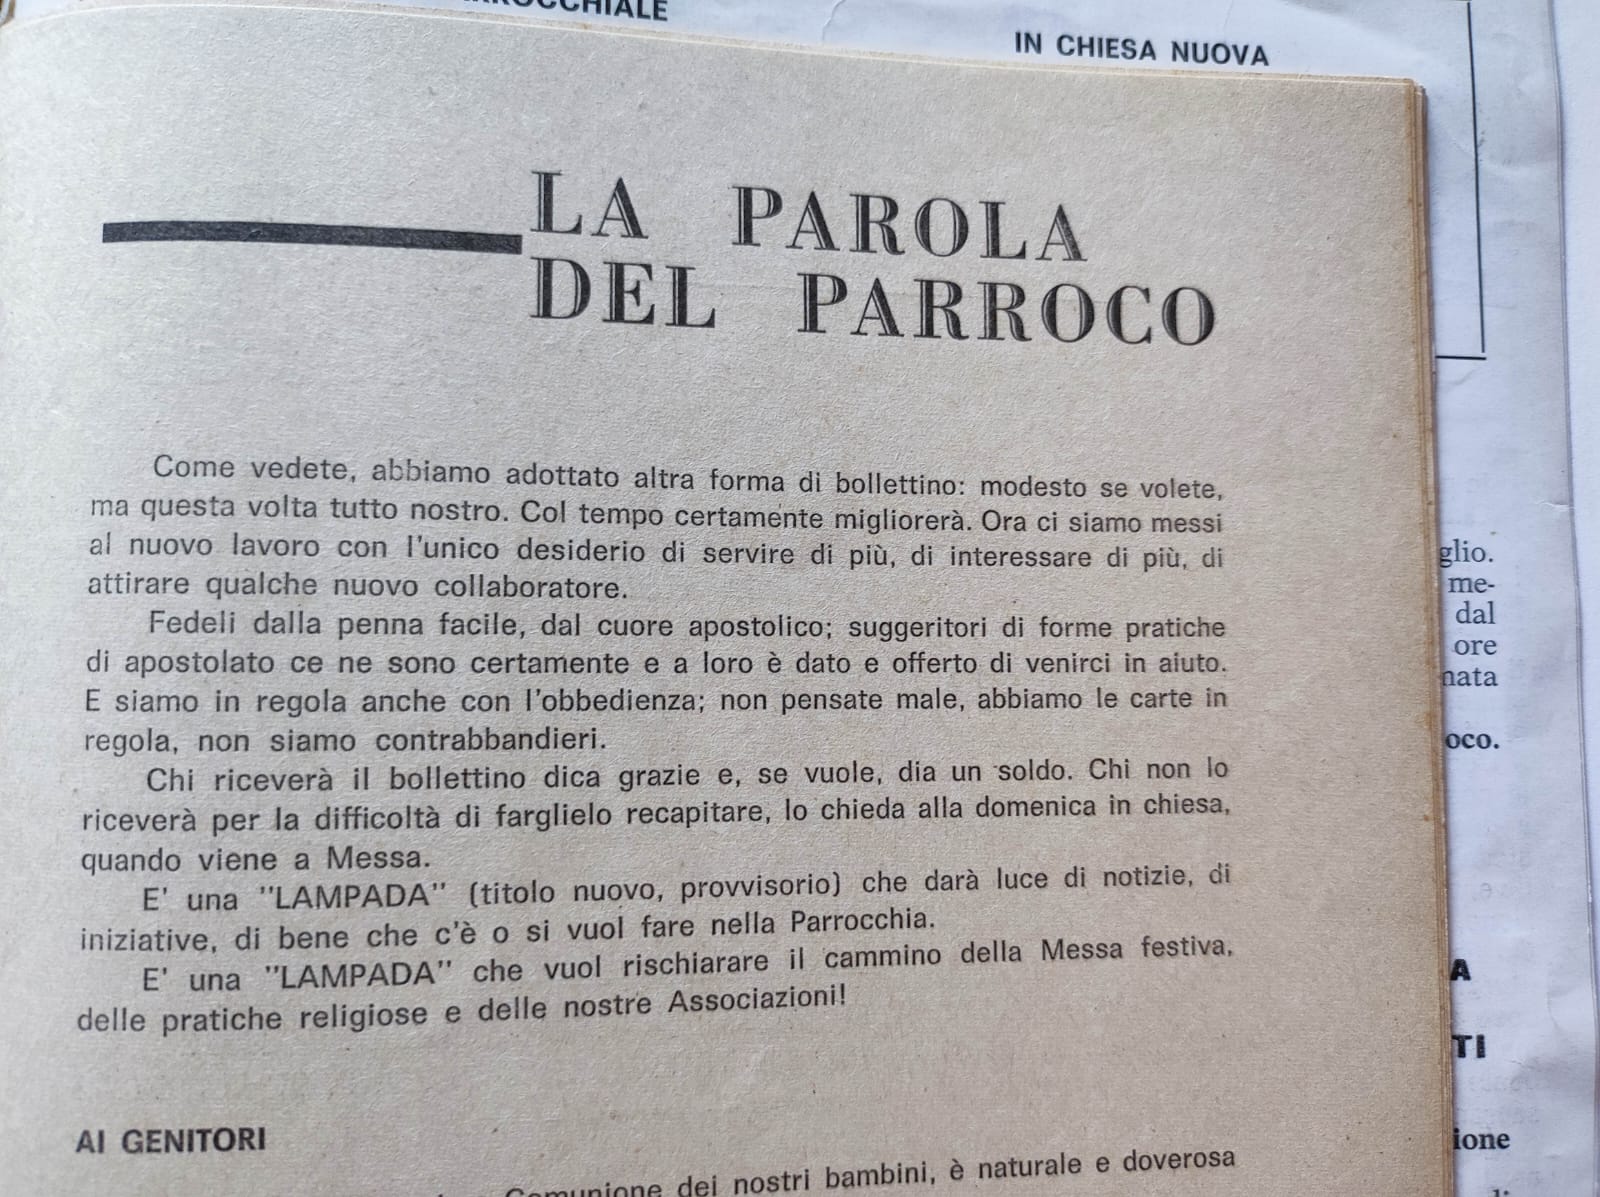 IN CHIESA NUOVA
LA PAROLA
DEL PARROCO
Come vedete, abbiamo adottato altra forma di bollettino: modesto se volete,
ma questa volta tutto nostro. Col tempo certamente migliorerà. Ora ci siamo messi
al nuovo lavoro con l'unico desiderio di servire di più, di interessare di più, di
attirare qualche nuovo collaboratore.
Fedeli dalla penna facile, dal cuore apostolico; suggeritori di forme pratiche
di apostolato ce ne sono certamente e a loro è dato e offerto di venirci in aiuto.
E siamo in regola anche con l'obbedienza; non pensate male, abbiamo le carte in
regola, non siamo contrabbandieri.
Chi riceverà il bollettino dica grazie e, se vuole, dia un soldo. Chi non lo
riceverà per la difficoltà di farglielo recapitare, lo chieda alla domenica in chiesa,
quando viene a Messa.
E' una "LAMPADA" (titolo nuovo, provvisorio) che darà luce di notizie, di
iniziative, di bene che c'è o si vuol fare nella Parrocchia.
E' una "LAMPADA" che vuol rischiarare il cammino della Messa festiva,
delle pratiche religiose e delle nostre Associazioni!
AI GENITORI
Comunione dei nostri bambini, è naturale e doverosa
glio.
me-
dal
ore
nata
oco.
A
TI
ione